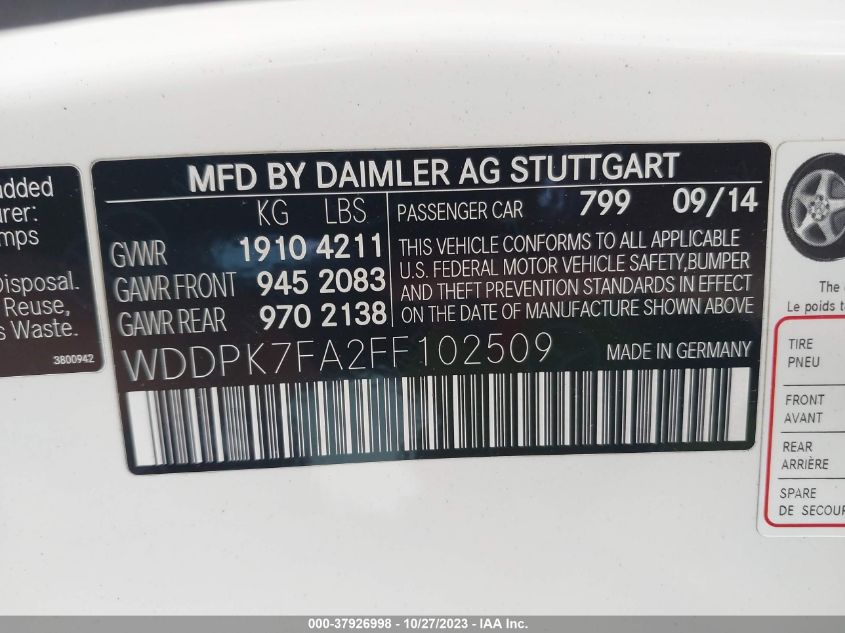 MFD BY DAIMLER AG STUTTGART
KG LBS
GVWR 1910 4211
GAWR FRONT 945 2083
GAWR REAR 970 2138
PASSENGER CAR 799 09/14
THIS VEHICLE CONFORMS TO ALL APPLICABLE
U.S. FEDERAL MOTOR VEHICLE SAFETY,BUMPER
AND THEFT PREVENTION STANDARDS IN EFFECT
ON THE DATE OF MANUFACTURE SHOWN ABOVE
WDDPK7FA2FF102509 MADE IN GERMANY
added
urer:
mps
Disposal.
Reuse,
s Waste.
3800942
The
Le poids
TIRE
PNEU
FRONT
AVANT
REAR
ARRIÈRE
SPARE
DE SECOUR
000-37926998 - 10/27/2023 - IAA Inc.